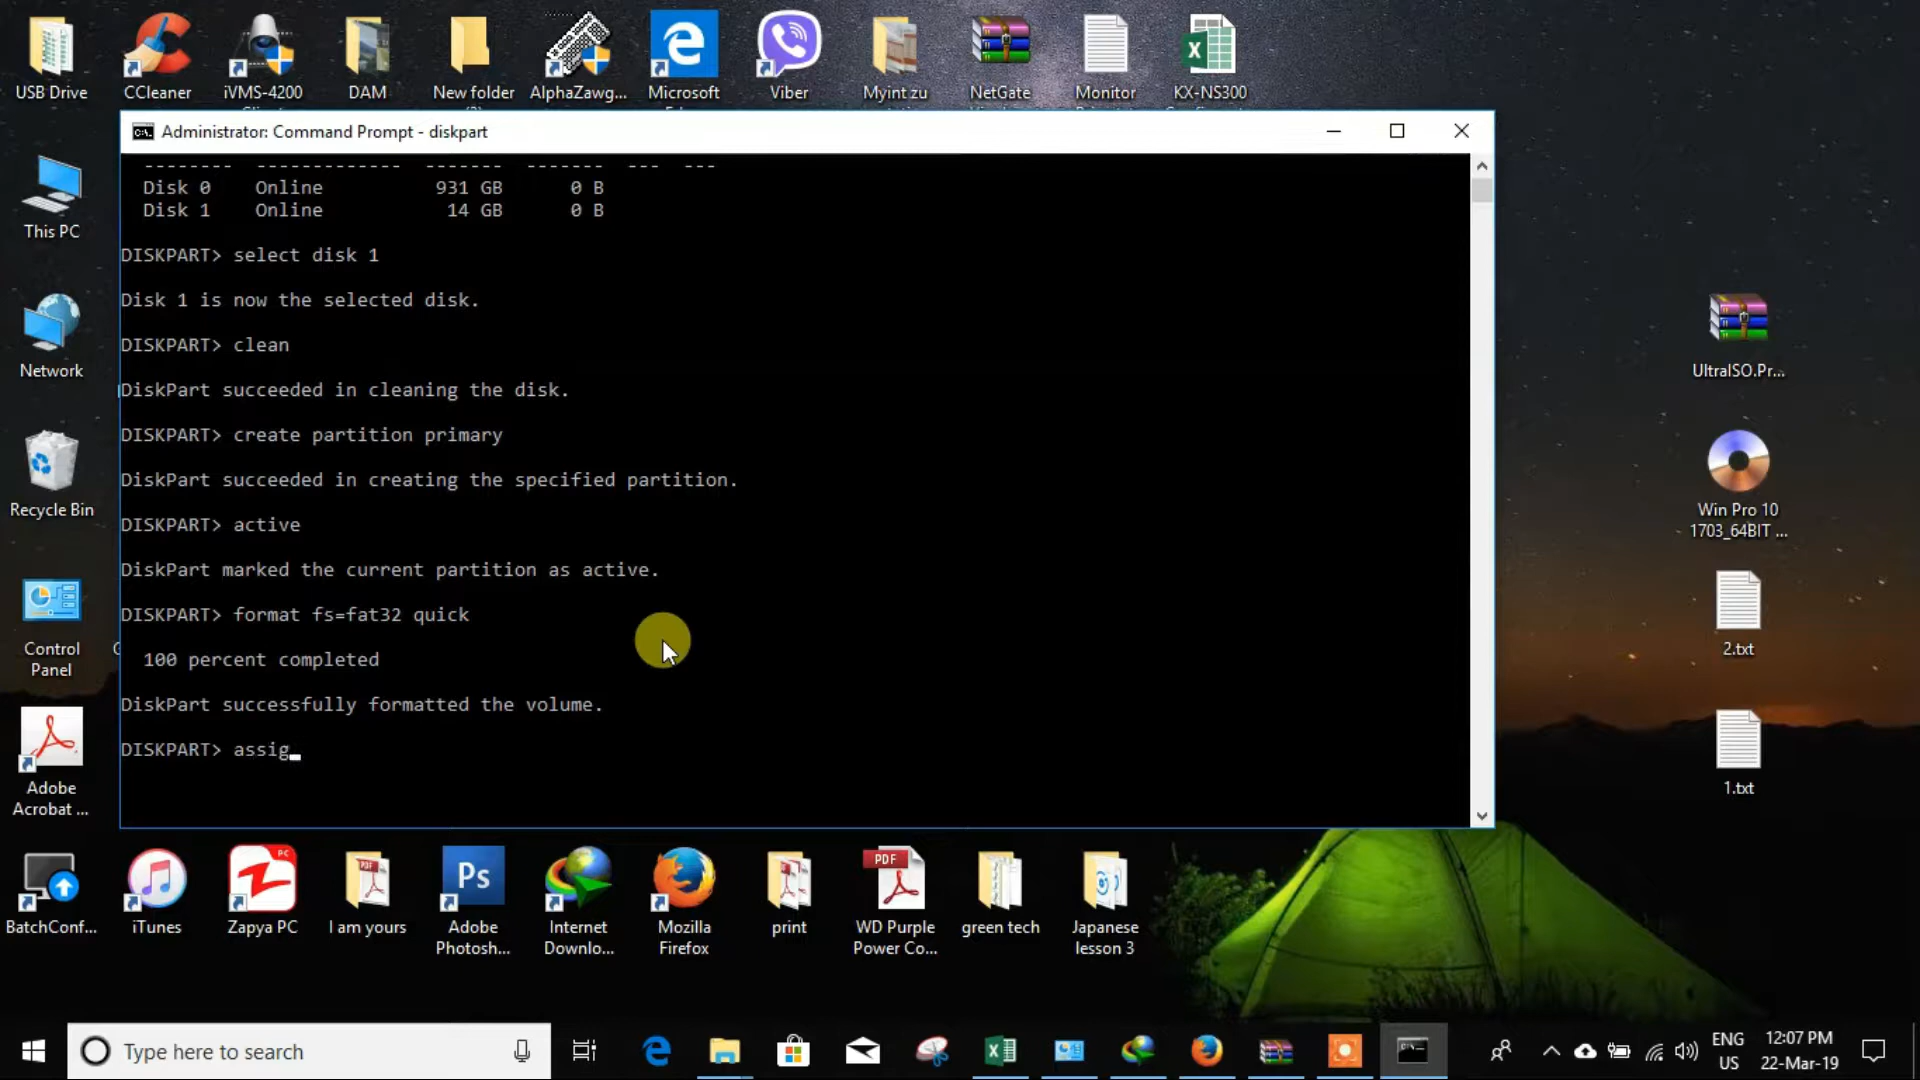 USB Drive
CCleaner
iVMS-4200
DAM
New folder
AlphaZawg...
Microsoft
Viber
Myint zu
NetGate
Monitor
KX-NS300
Administrator: Command Prompt - diskpart
-------- ------------- ------- ------- --- ---
Disk 0 Online 931 GB 0 B
Disk 1 Online 14 GB 0 B
DISKPART> select disk 1
Disk 1 is now the selected disk.
DISKPART> clean
DiskPart succeeded in cleaning the disk.
DISKPART> create partition primary
DiskPart succeeded in creating the specified partition.
DISKPART> active
DiskPart marked the current partition as active.
DISKPART> format fs=fat32 quick
100 percent completed
DiskPart successfully formatted the volume.
DISKPART> assig
This PC
Network
Recycle Bin
Control
Panel
Adobe
Acrobat ...
UltraISO.Pr...
Win Pro 10
1703_64BIT ...
2.txt
1.txt
BatchConf...
iTunes
PC
Zapya PC
I am yours
Ps
Adobe
Photosh...
Internet
Downlo...
Mozilla
Firefox
print
PDF
WD Purple
Power Co...
green tech
Japanese
lesson 3
Type here to search
ENG
US
12:07 PM
22-Mar-19